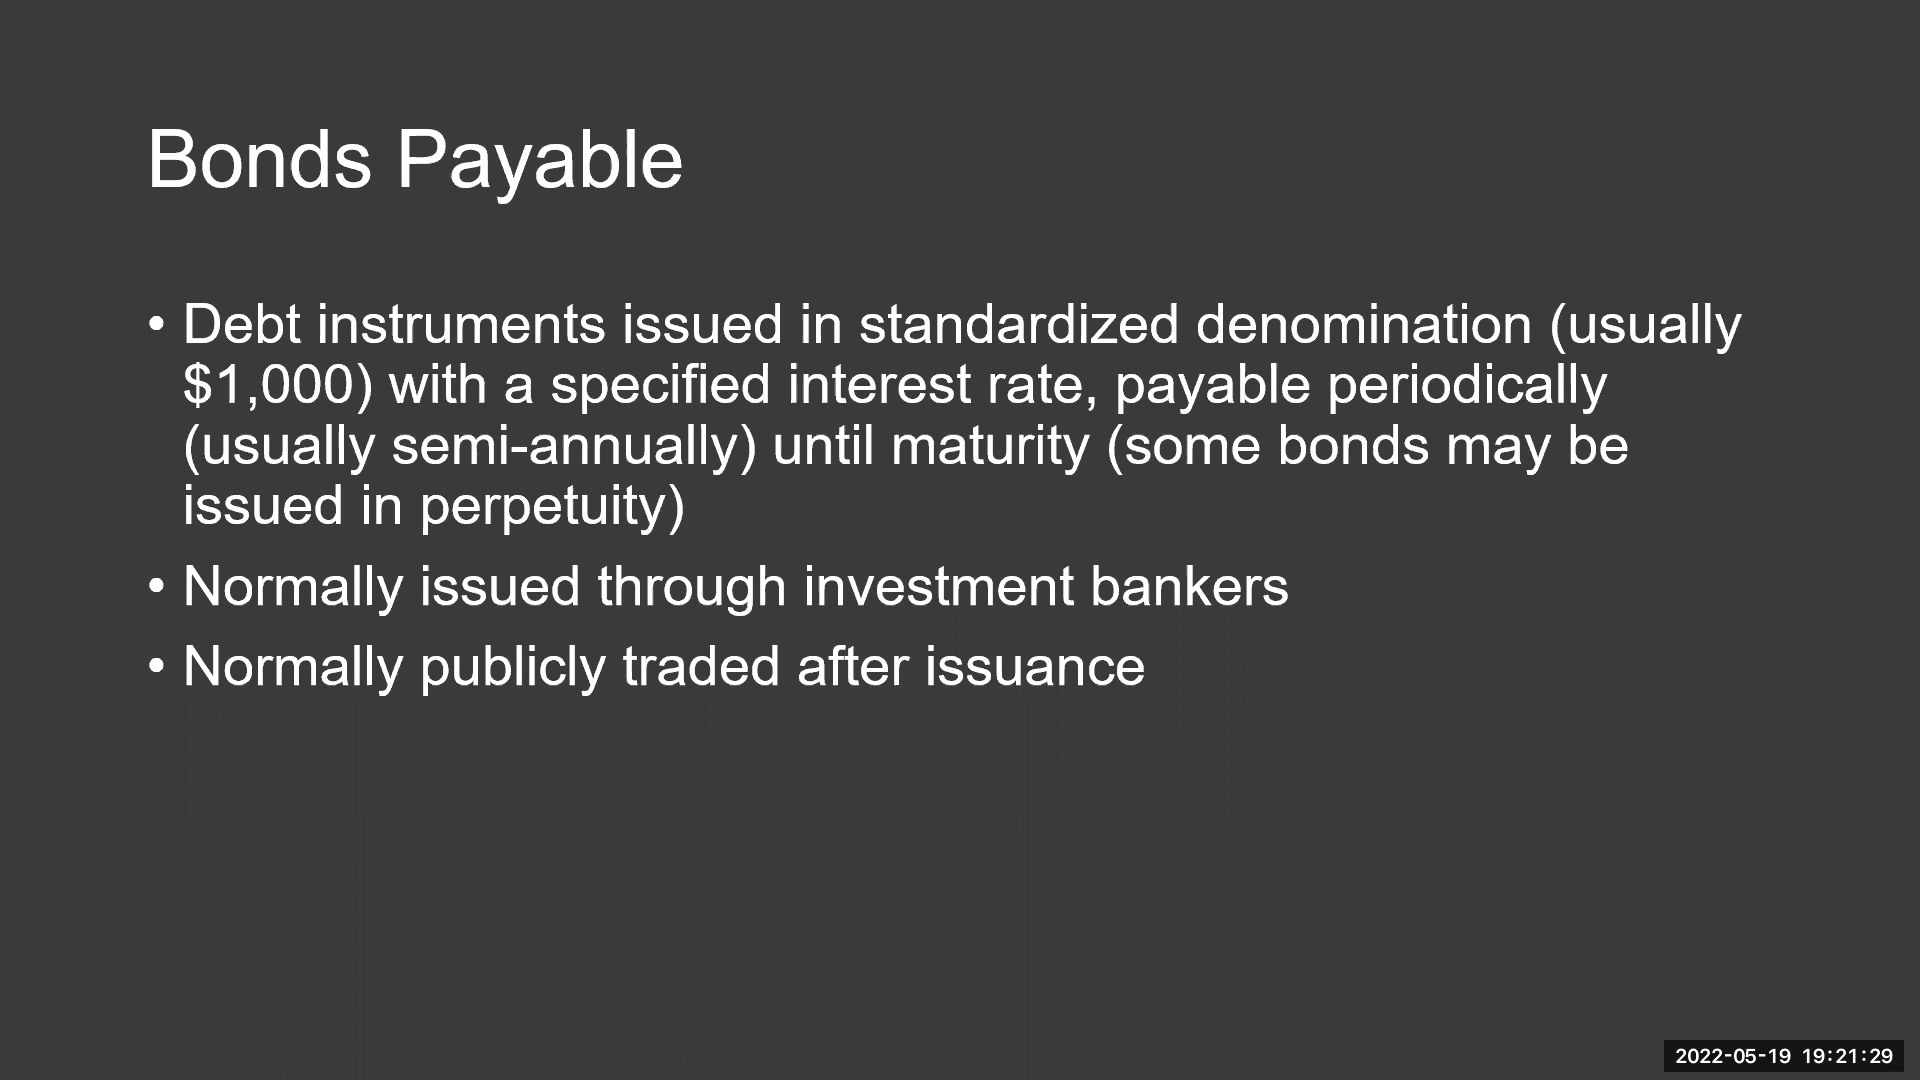 Bonds Payable
• Debt instruments issued in standardized denomination (usually
$1,000) with a specified interest rate, payable periodically
(usually semi-annually) until maturity (some bonds may be
issued in perpetuity)
• Normally issued through investment bankers
• Normally publicly traded after issuance
2022-05-19 19:21:29